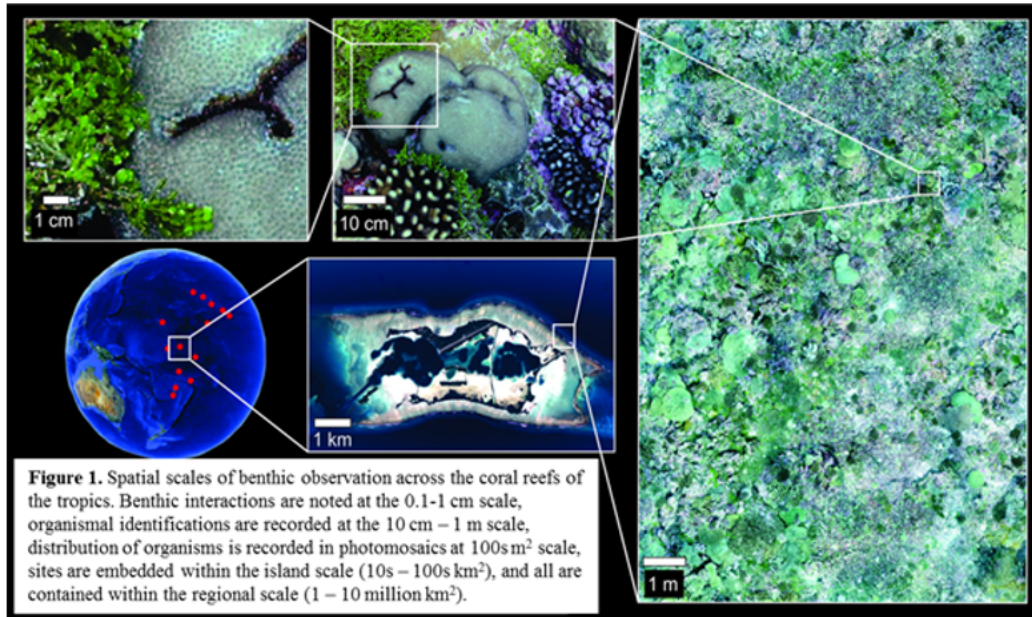 1 cm
10 cm
1 km
1 m
Figure 1. Spatial scales of benthic observation across the coral reefs of
the tropics. Benthic interactions are noted at the 0.1-1 cm scale,
organismal identifications are recorded at the 10 cm – 1 m scale,
distribution of organisms is recorded in photomosaics at 100s m² scale,
sites are embedded within the island scale (10s – 100s km²), and all are
contained within the regional scale (1 – 10 million km²).